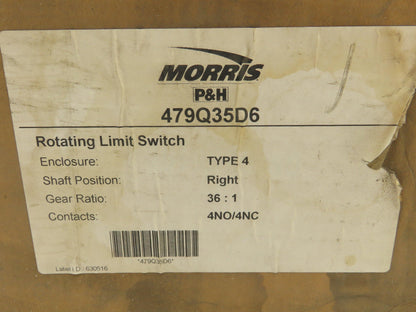 MORRIS
P&H
479Q35D6
Rotating Limit Switch
Enclosure: TYPE 4
Shaft Position: Right
Gear Ratio: 36 : 1
Contacts: 4NO/4NC
*479Q35D6*
Label I.D.: 630516